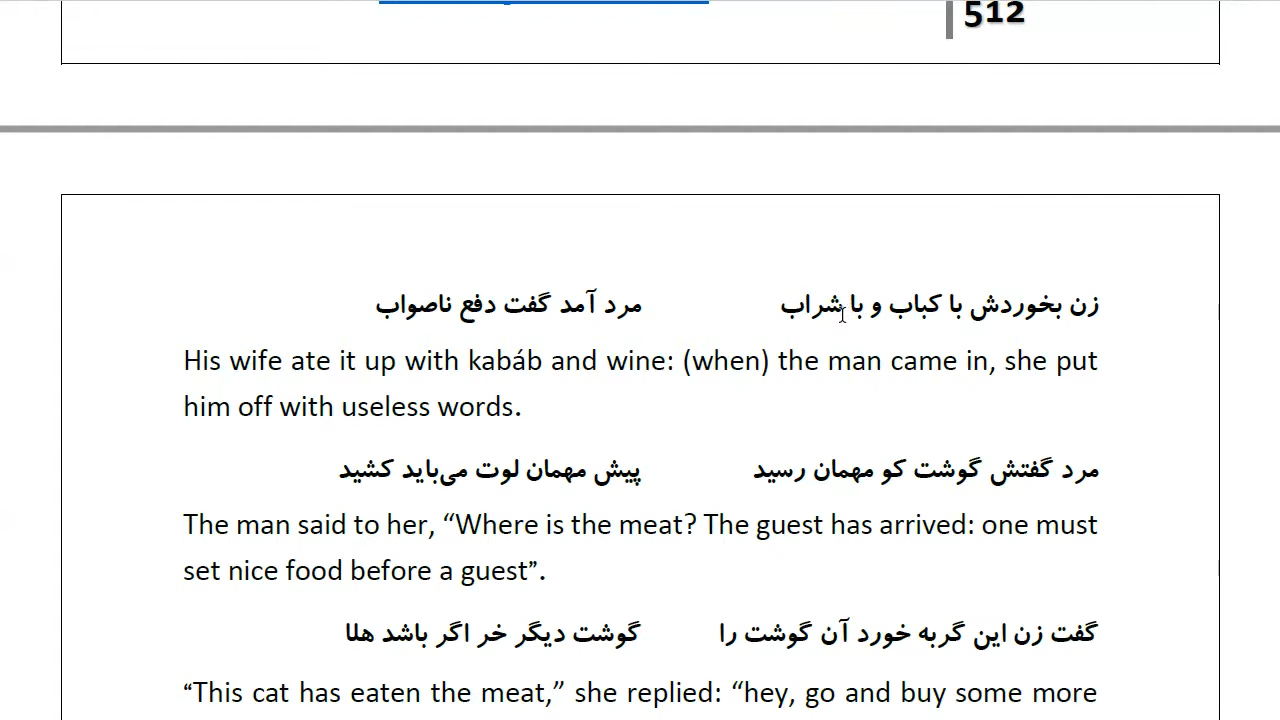 512
زن بخوردش با کباب و با شراب مرد آمد گفت دفع ناصواب
His wife ate it up with kabáb and wine: (when) the man came in, she put
him off with useless words.
مرد گفتش گوشت کو مهمان رسید پیش مهمان لوت می‌باید کشید
The man said to her, “Where is the meat? The guest has arrived: one must
set nice food before a guest”.
گفت زن این گربه خورد آن گوشت را گوشت دیگر خر اگر باشد هلا
“This cat has eaten the meat,” she replied: “hey, go and buy some more